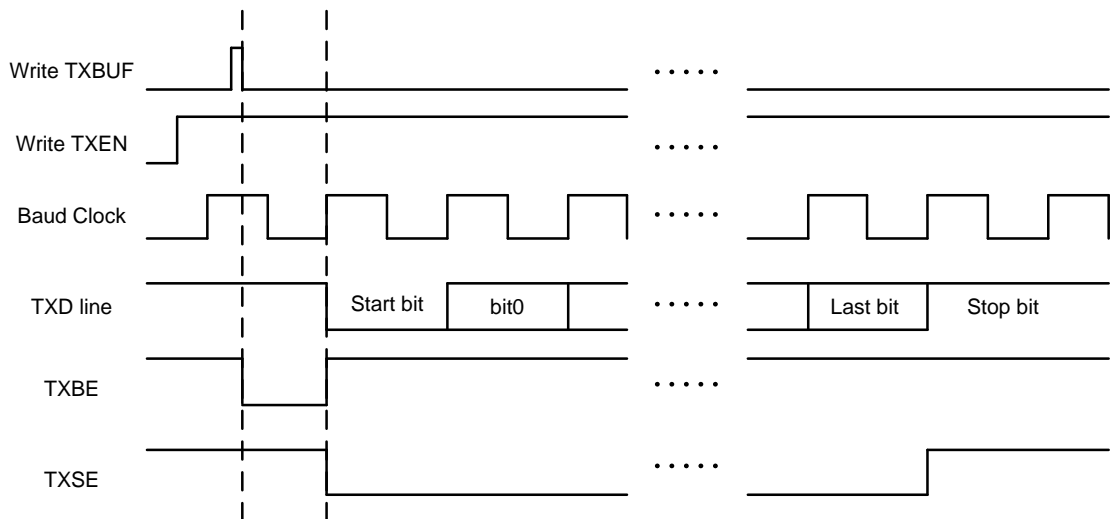 Write TXBUF
Write TXEN
Baud Clock
TXD line
Start bit
bit0
Last bit
Stop bit
TXBE
TXSE